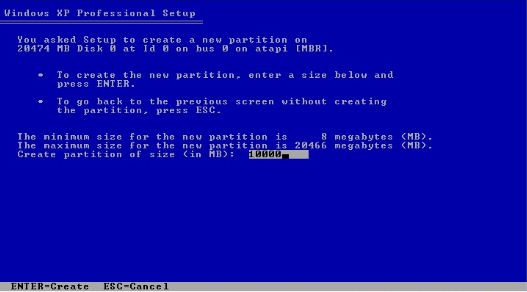 Windows XP Professional Setup
You asked Setup to create a new partition on
20474 MB Disk 0 at Id 0 on bus 0 on atapi [MBR].
• To create the new partition, enter a size below and
press ENTER.
• To go back to the previous screen without creating
the partition, press ESC.
The minimum size for the new partition is 8 megabytes (MB).
The maximum size for the new partition is 20466 megabytes (MB).
Create partition of size (in MB): 10000
ENTER=Create ESC=Cancel